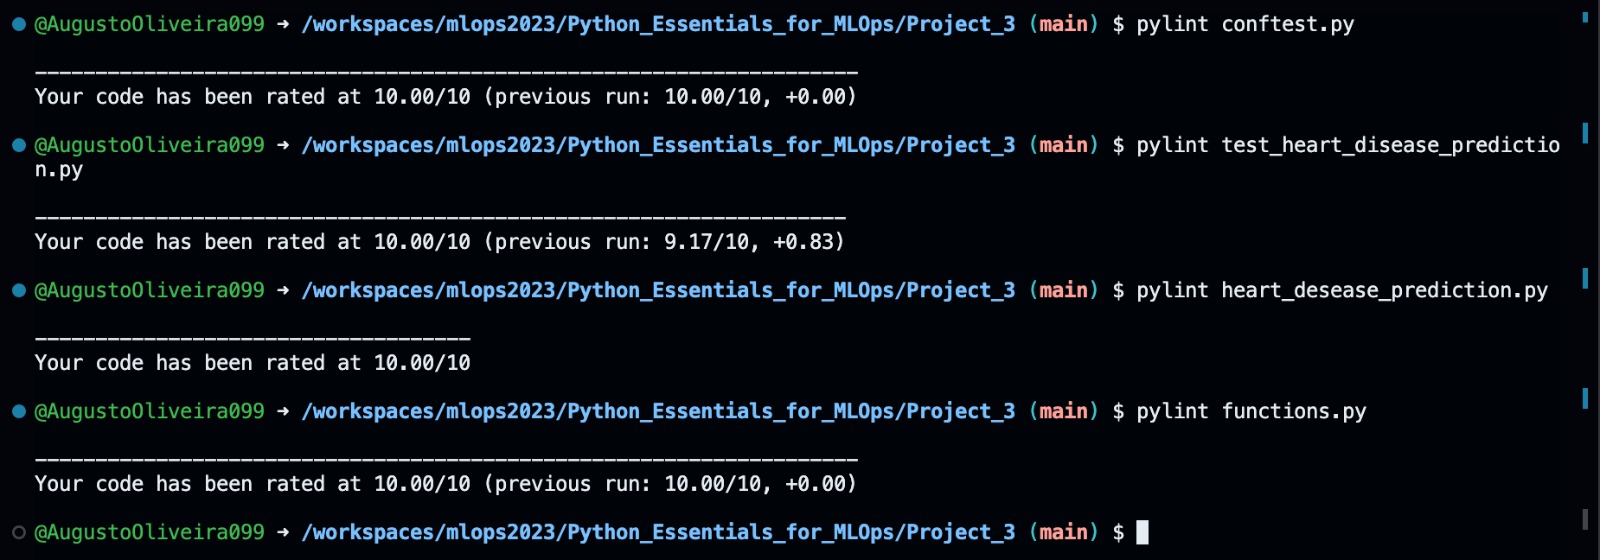 @AugustoOliveira099 → /workspaces/mlops2023/Python_Essentials_for_MLOps/Project_3 (main) $ pylint conftest.py
--------------------------------------------------------------------
Your code has been rated at 10.00/10 (previous run: 10.00/10, +0.00)
@AugustoOliveira099 → /workspaces/mlops2023/Python_Essentials_for_MLOps/Project_3 (main) $ pylint test_heart_disease_predictio
n.py
-------------------------------------------------------------------
Your code has been rated at 10.00/10 (previous run: 9.17/10, +0.83)
@AugustoOliveira099 → /workspaces/mlops2023/Python_Essentials_for_MLOps/Project_3 (main) $ pylint heart_desease_prediction.py
------------------------------------
Your code has been rated at 10.00/10
@AugustoOliveira099 → /workspaces/mlops2023/Python_Essentials_for_MLOps/Project_3 (main) $ pylint functions.py
--------------------------------------------------------------------
Your code has been rated at 10.00/10 (previous run: 10.00/10, +0.00)
@AugustoOliveira099 → /workspaces/mlops2023/Python_Essentials_for_MLOps/Project_3 (main) $